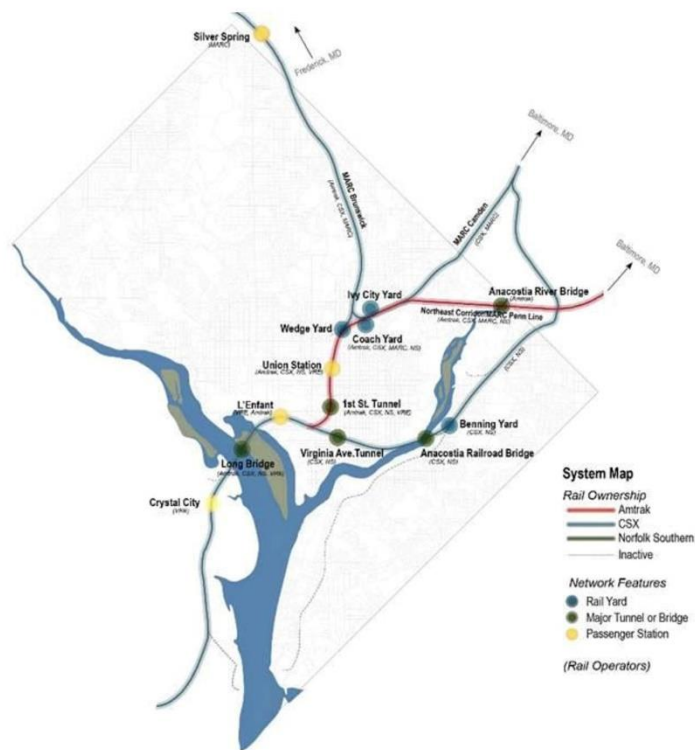 Silver Spring
(MARC)
Frederick, MD
Baltimore, MD
MARC Brunswick
(Amtrak, CSX, MARC)
MARC Camden
(CSX, MARC)
Baltimore, MD
Ivy City Yard
Anacostia River Bridge
(Amtrak)
Northeast Corridor/MARC Penn Line
(Amtrak, CSX, MARC, NS)
Wedge Yard
Coach Yard
(Amtrak, CSX, MARC, NS)
Union Station
(Amtrak, CSX, NS, VRE)
(CSX, NS)
L'Enfant
(VRE, Amtrak)
1st St. Tunnel
(Amtrak, CSX, NS, VRE)
Benning Yard
(CSX, NS)
Virginia Ave.Tunnel
(CSX, NS)
Anacostia Railroad Bridge
(CSX, NS)
Long Bridge
(Amtrak, CSX, NS, VRE)
Crystal City
(VRE)
System Map
Rail Ownership
Amtrak
CSX
Norfolk Southern
Inactive
Network Features
Rail Yard
Major Tunnel or Bridge
Passenger Station
(Rail Operators)